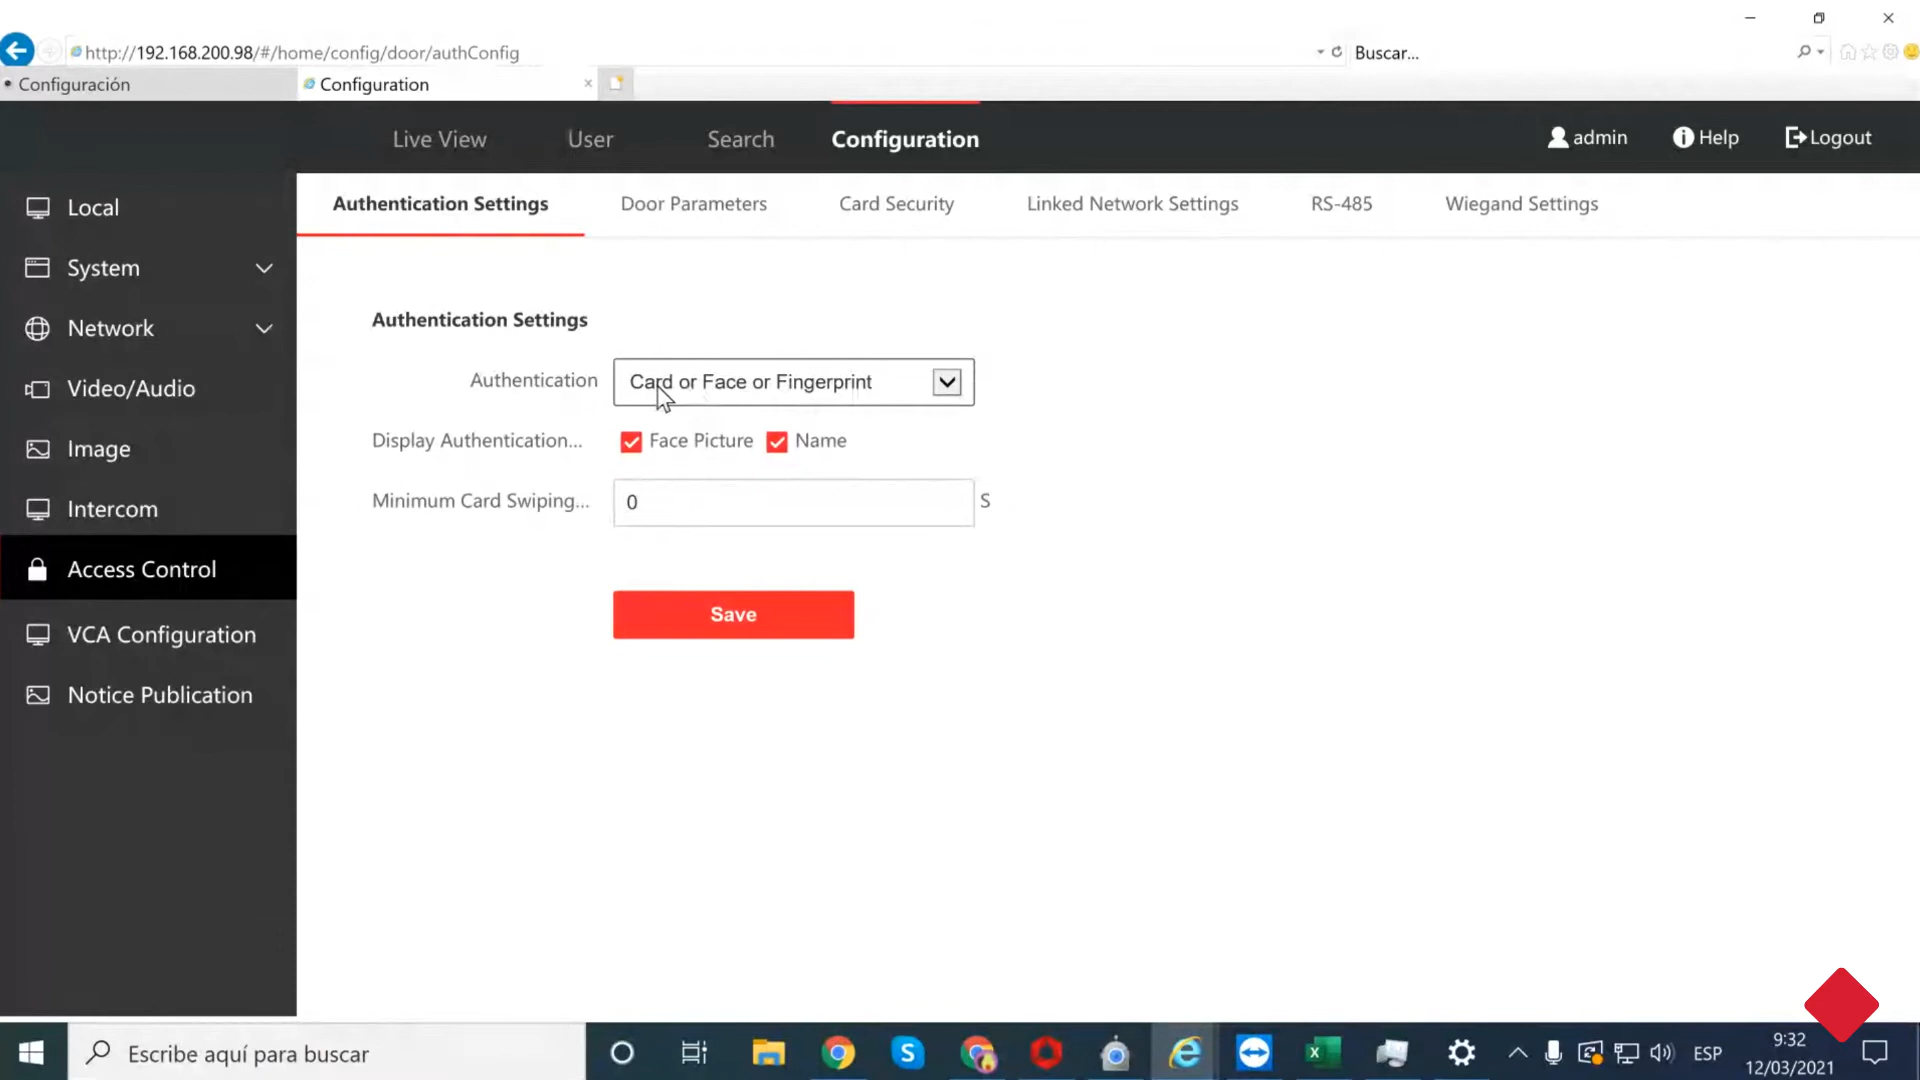 http://192.168.200.98/#/home/config/door/authConfig
Buscar...
Configuración
Configuration
Live View
User
Search
Configuration
admin
Help
Logout
Local
System
Network
Video/Audio
Image
Intercom
Access Control
VCA Configuration
Notice Publication
Authentication Settings
Door Parameters
Card Security
Linked Network Settings
RS-485
Wiegand Settings
Authentication Settings
Authentication
Card or Face or Fingerprint
Display Authentication...
Face Picture
Name
Minimum Card Swiping...
0
S
Save
Escribe aquí para buscar
ESP
9:32
12/03/2021